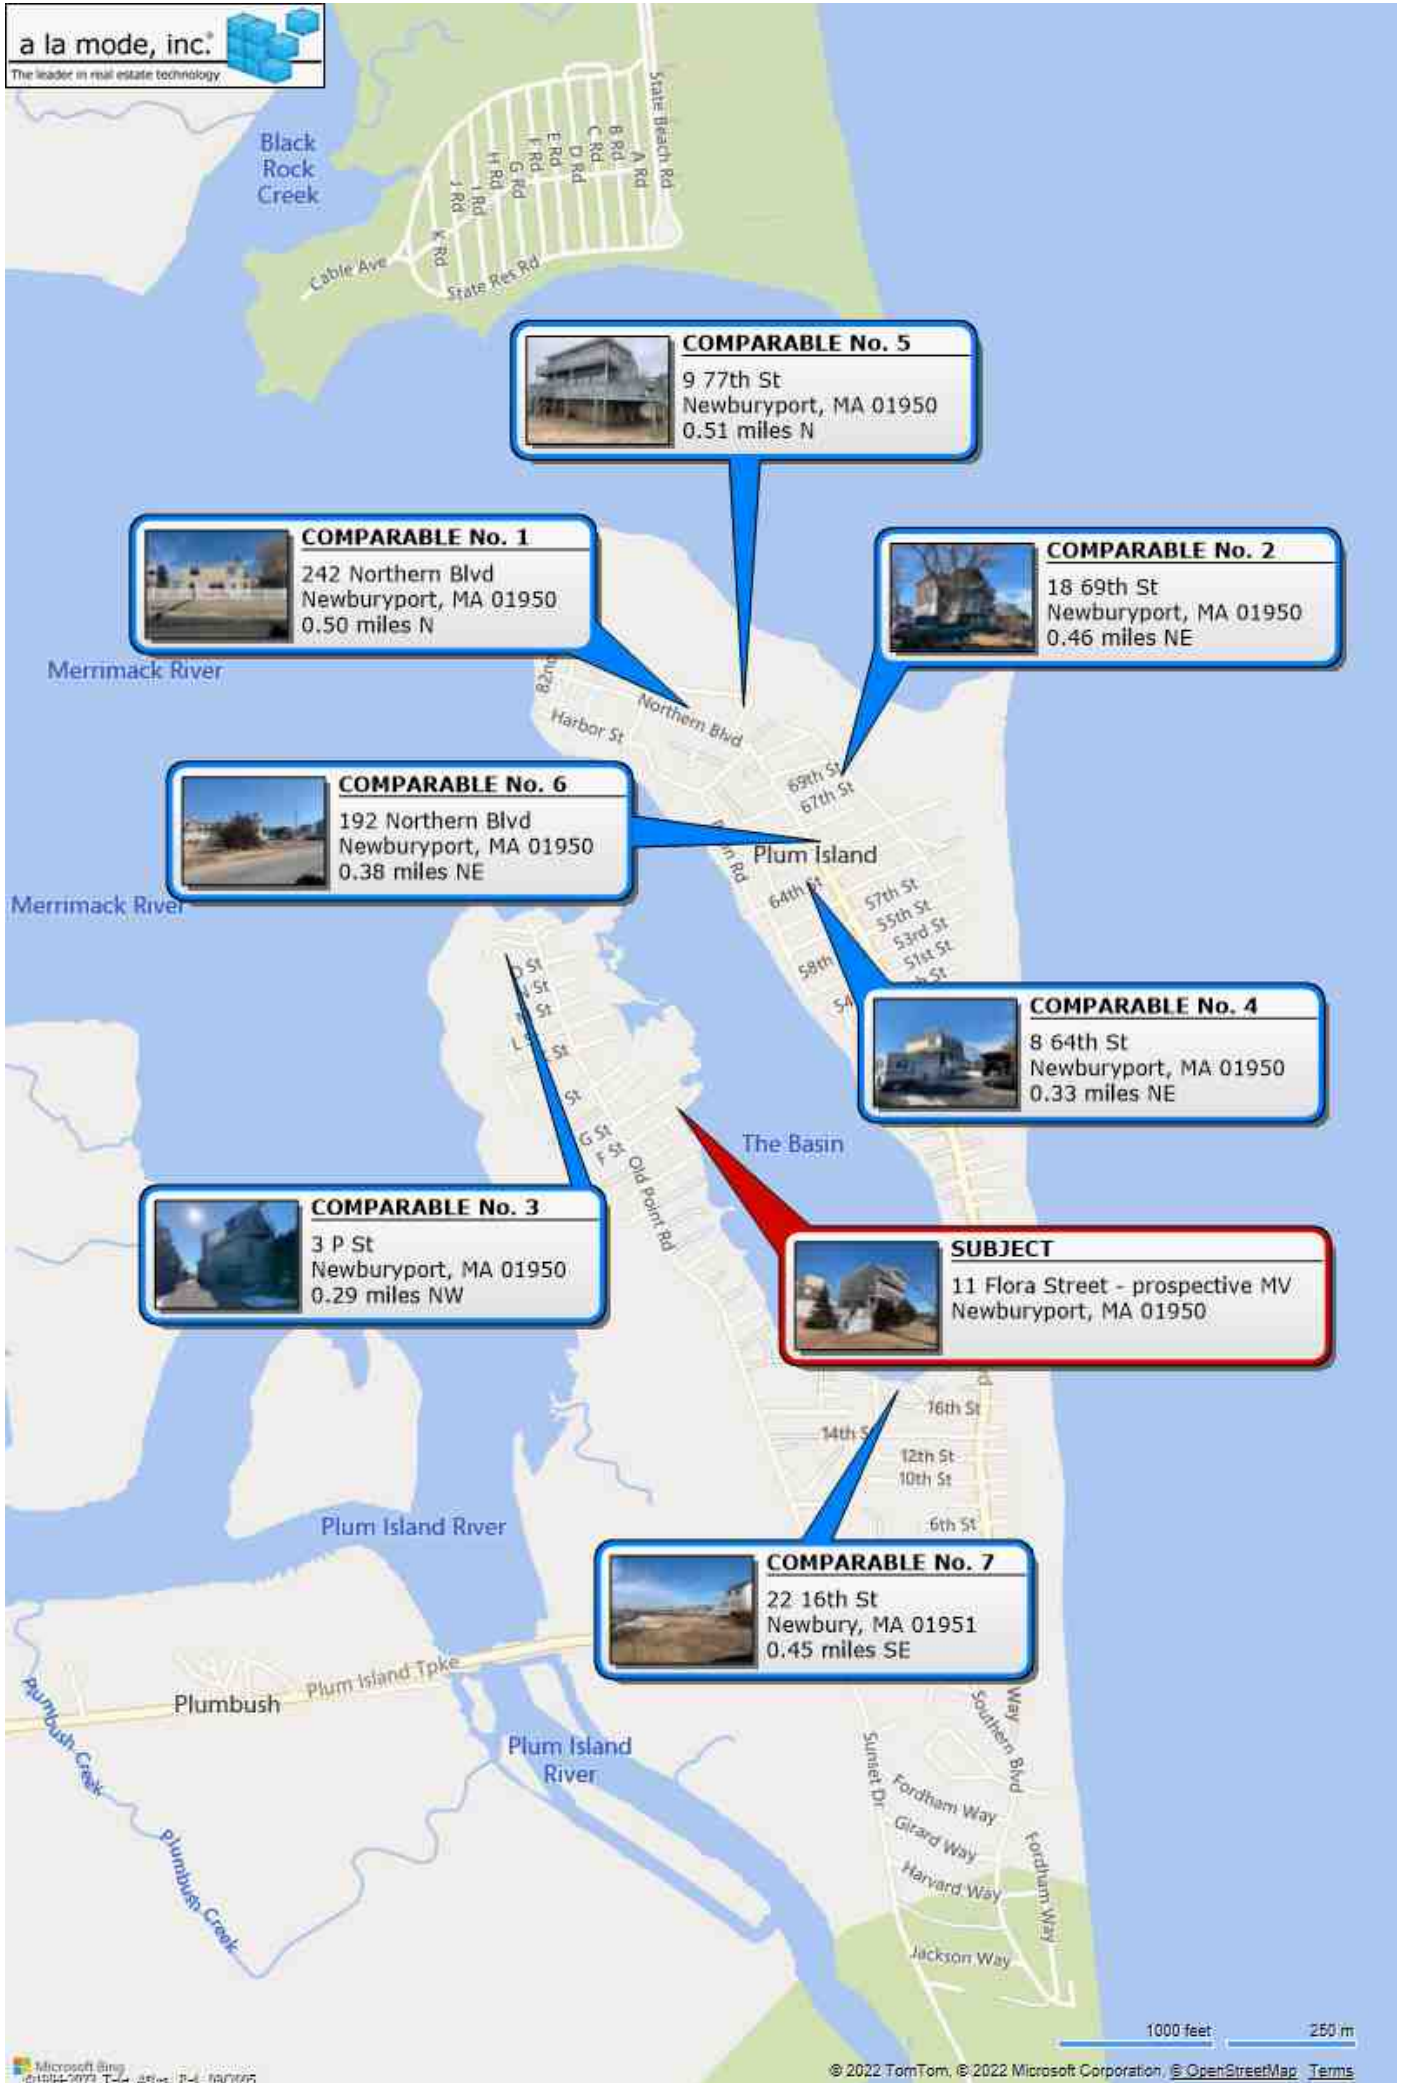 a la mode, inc.®
The leader in real estate technology
Black
Rock
Creek
State Beach Rd
A Rd
B Rd
C Rd
D Rd
E Rd
F Rd
G Rd
H Rd
I Rd
J Rd
K Rd
Cable Ave
State Res Rd
COMPARABLE No. 5
9 77th St
Newburyport, MA 01950
0.51 miles N
COMPARABLE No. 1
242 Northern Blvd
Newburyport, MA 01950
0.50 miles N
COMPARABLE No. 2
18 69th St
Newburyport, MA 01950
0.46 miles NE
Merrimack River
82nd
Northern Blvd
Harbor St
69th St
67th St
COMPARABLE No. 6
192 Northern Blvd
Newburyport, MA 01950
0.38 miles NE
Plum Island
Merrimack River
64th St
57th St
55th St
53rd St
51st St
58th
54
O St
N St
St
L
St
St
G St
F St
Old Point Rd
COMPARABLE No. 4
8 64th St
Newburyport, MA 01950
0.33 miles NE
The Basin
COMPARABLE No. 3
3 P St
Newburyport, MA 01950
0.29 miles NW
SUBJECT
11 Flora Street - prospective MV
Newburyport, MA 01950
16th St
14th S
12th St
10th St
6th St
Plum Island River
COMPARABLE No. 7
22 16th St
Newbury, MA 01951
0.45 miles SE
Plum Island Tpke
Plumbush
Plumbush Creek
Plumbush Creek
Plum Island
River
Way
Southern Blvd
Sunset Dr
Fordham Way
Girard Way
Harvard Way
Fordham Way
Jackson Way
1000 feet
250 m
Microsoft Bing
© 2022 TomTom, © 2022 Microsoft Corporation, © OpenStreetMap Terms